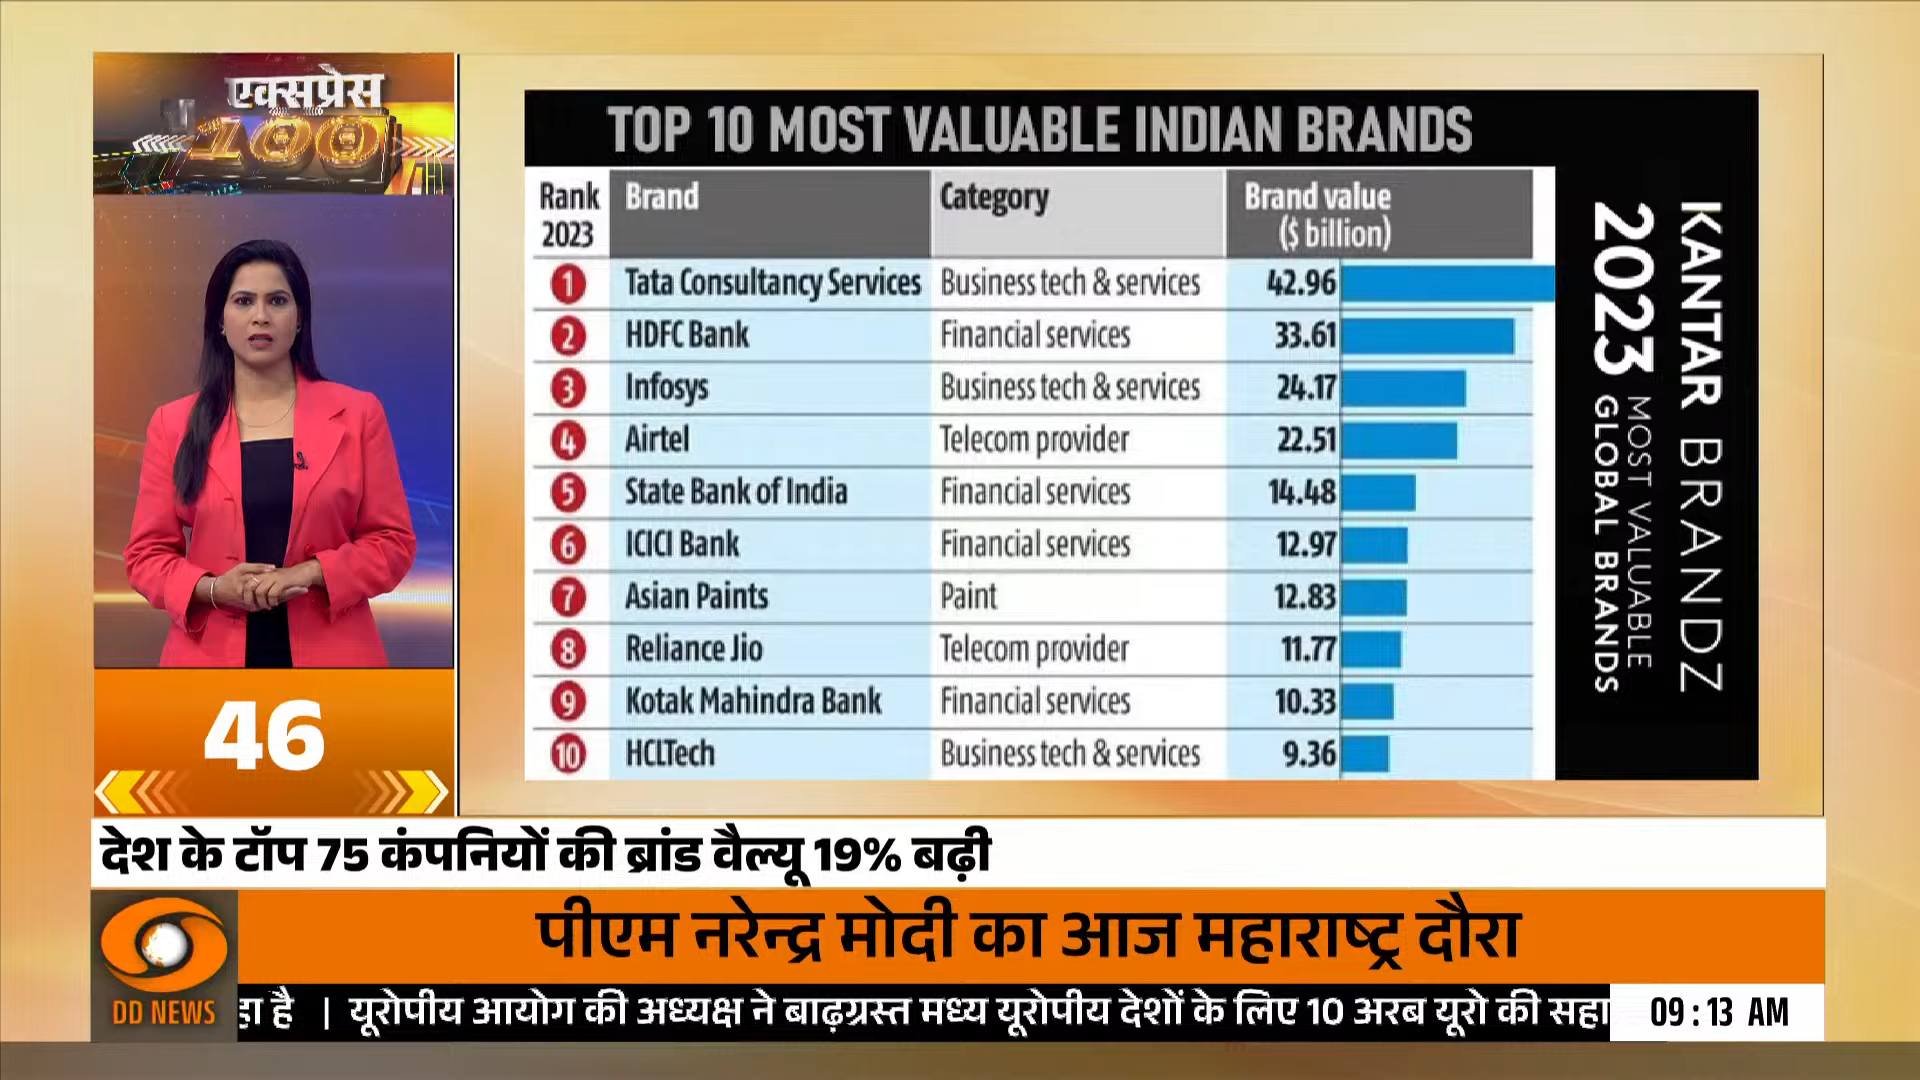 एक्सप्रेस
100
TOP 10 MOST VALUABLE INDIAN BRANDS
Rank 2023 Brand Category Brand value ($ billion)
1 Tata Consultancy Services Business tech & services 42.96
2 HDFC Bank Financial services 33.61
3 Infosys Business tech & services 24.17
4 Airtel Telecom provider 22.51
5 State Bank of India Financial services 14.48
6 ICICI Bank Financial services 12.97
7 Asian Paints Paint 12.83
8 Reliance Jio Telecom provider 11.77
9 Kotak Mahindra Bank Financial services 10.33
10 HCLTech Business tech & services 9.36
KANTAR BRANDZ
2023 MOST VALUABLE
GLOBAL BRANDS
46
देश के टॉप 75 कंपनियों की ब्रांड वैल्यू 19% बढ़ी
पीएम नरेन्द्र मोदी का आज महाराष्ट्र दौरा
DD NEWS
हा है | यूरोपीय आयोग की अध्यक्ष ने बाढ़ग्रस्त मध्य यूरोपीय देशों के लिए 10 अरब यूरो की सहा
09:13 AM